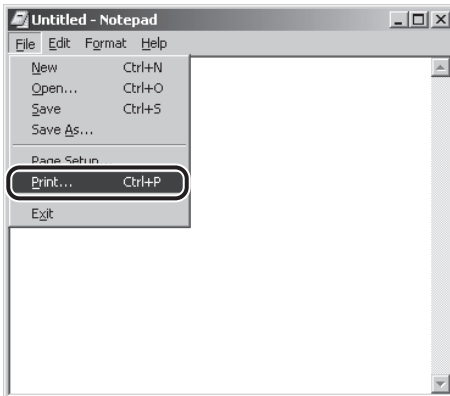 Untitled - Notepad
File Edit Format Help
New Ctrl+N
Open... Ctrl+O
Save Ctrl+S
Save As...
Page Setup...
Print... Ctrl+P
Exit